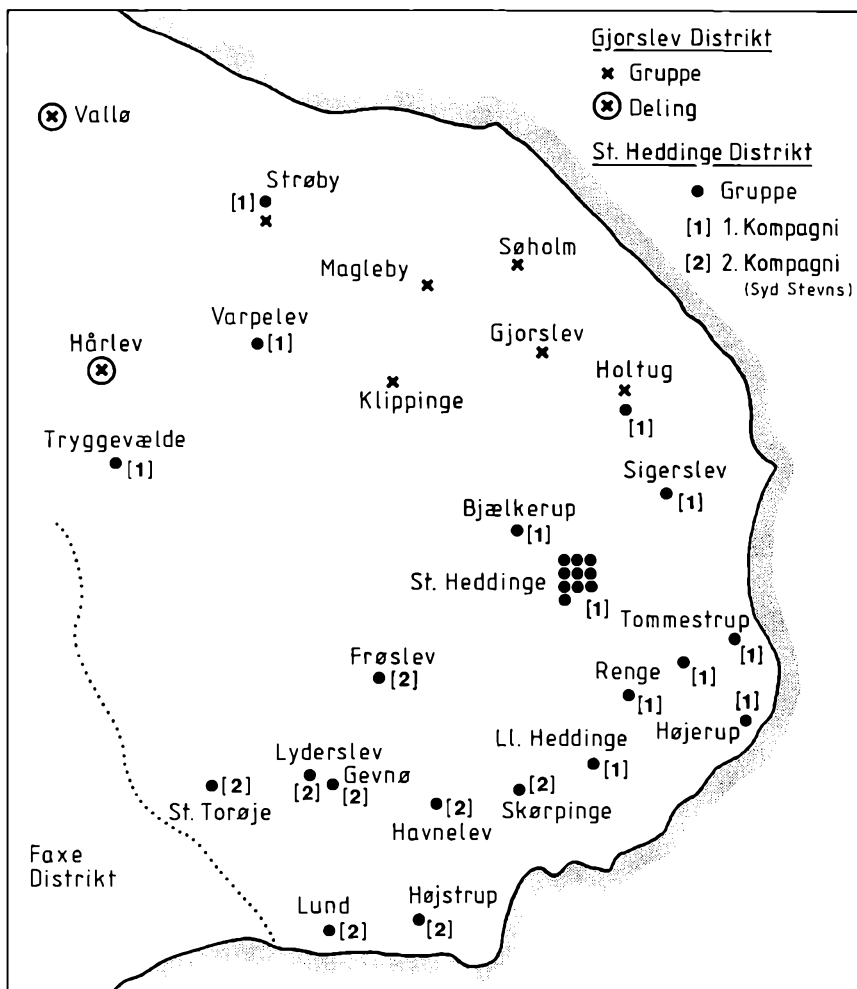 Gjorslev Distrikt
Gruppe
Deling
St. Heddinge Distrikt
Gruppe
[1] 1. Kompagni
[2] 2. Kompagni
(Syd Stevns)
Vallø
Strøby
[1]
Søholm
Magleby
Varpelev
[1]
Gjorslev
Hårlev
Holtug
[1]
Klippinge
Tryggevælde
[1]
Sigerslev
[1]
Bjælkerup
[1]
St. Heddinge
[1]
Tommestrup
[1]
[1]
Frøslev
[2]
Renge
[1]
[1]
Højerup
Ll. Heddinge
[1]
Lyderslev
[2]
Gevnø
[2]
[2]
St. Torøje
[2]
Havnelev
[2]
Skørpinge
Faxe
Distrikt
Lund
[2]
Højstrup
[2]